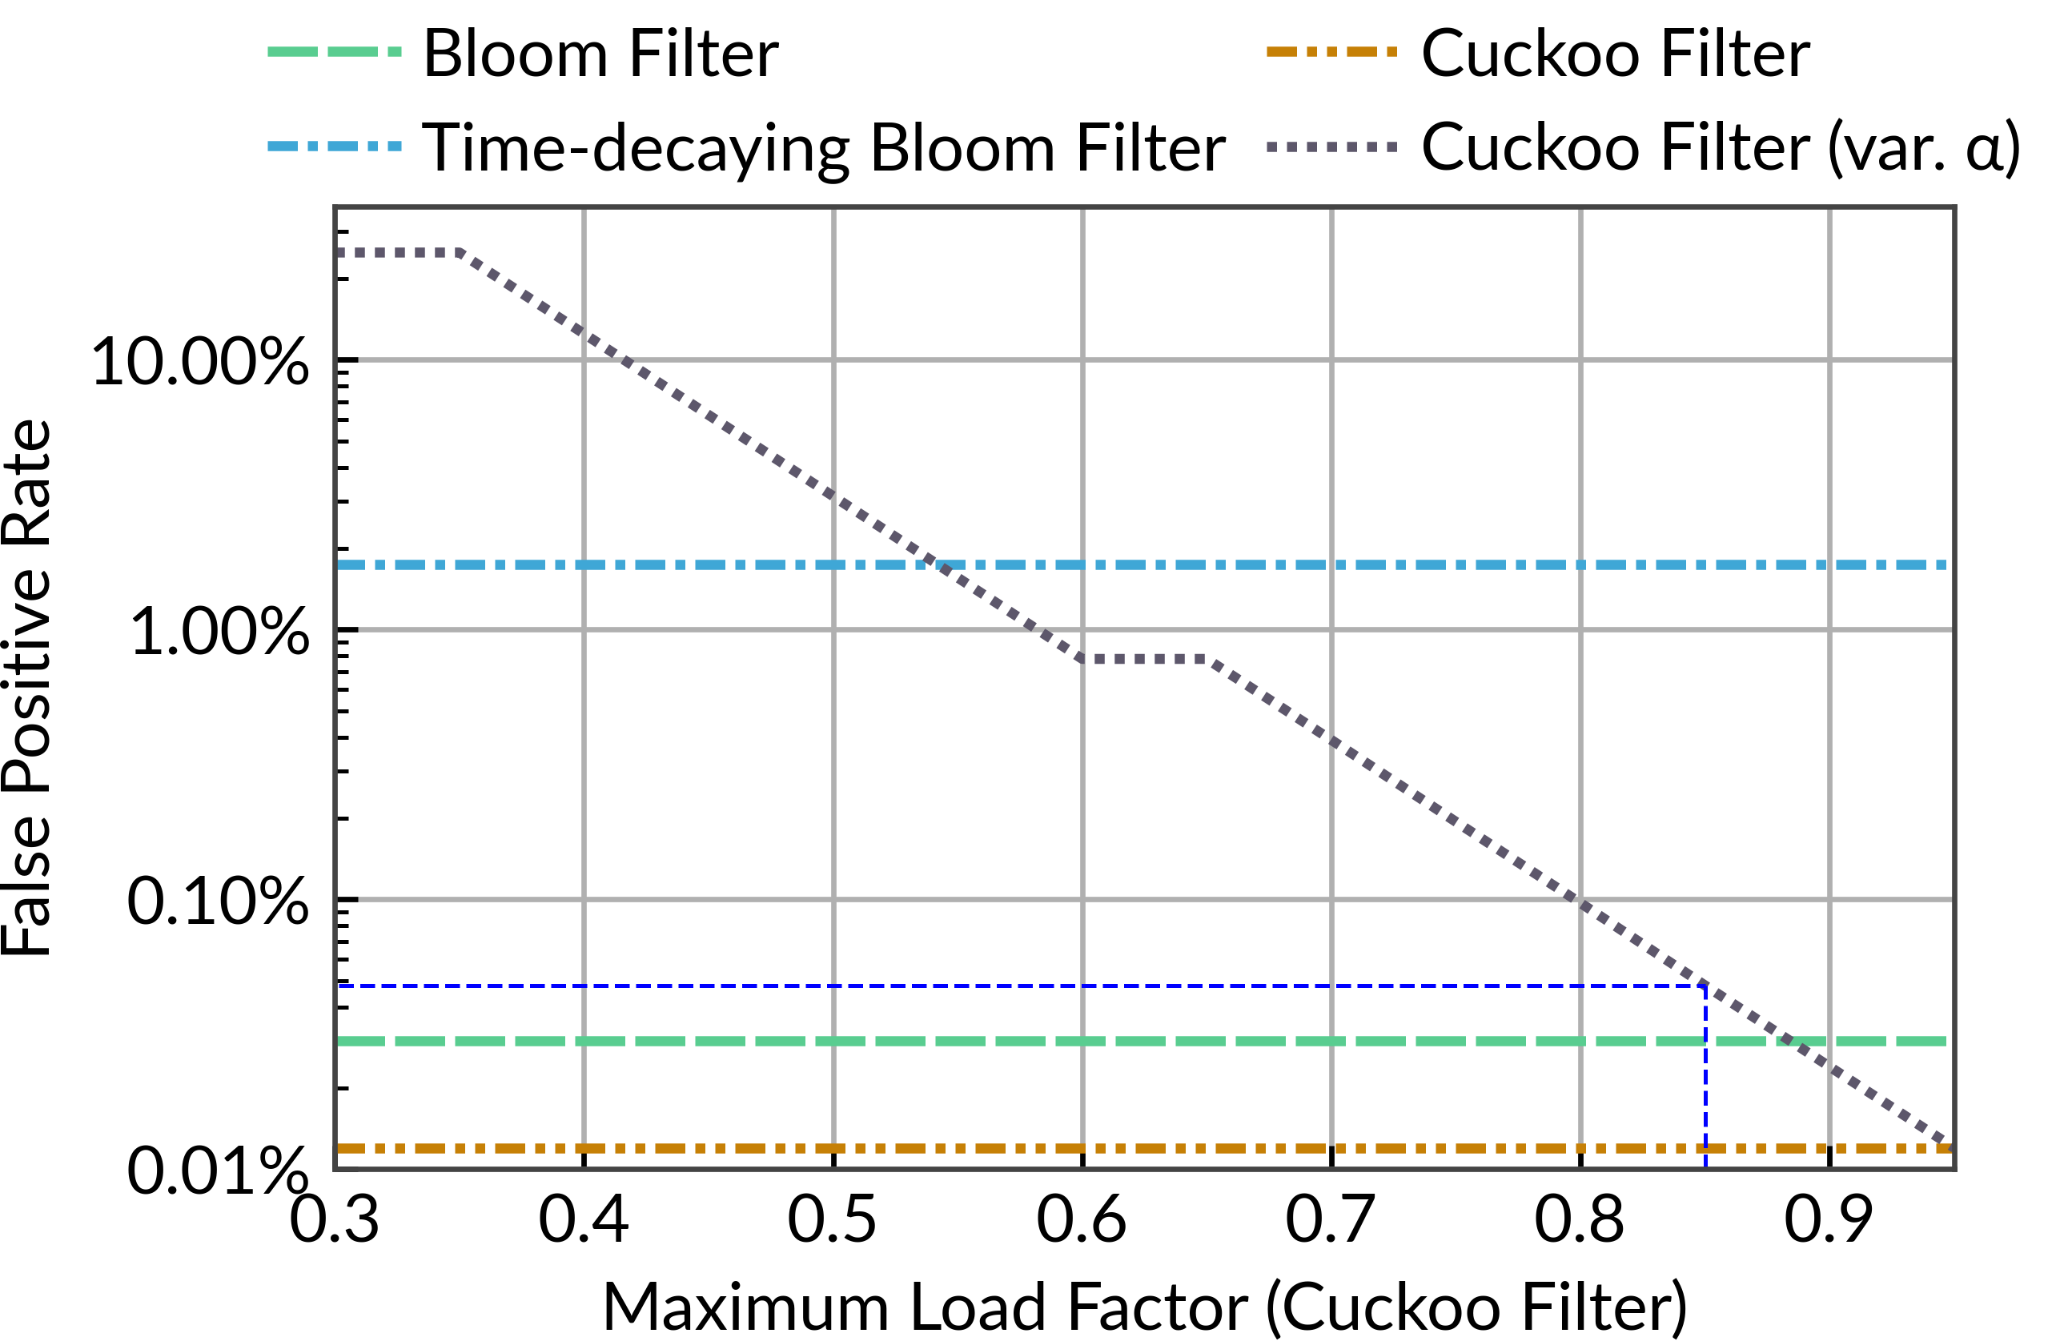 Bloom Filter
Cuckoo Filter
Time-decaying Bloom Filter
Cuckoo Filter (var. α)
False Positive Rate
10.00%
1.00%
0.10%
0.01%
0.3 0.4 0.5 0.6 0.7 0.8 0.9
Maximum Load Factor (Cuckoo Filter)